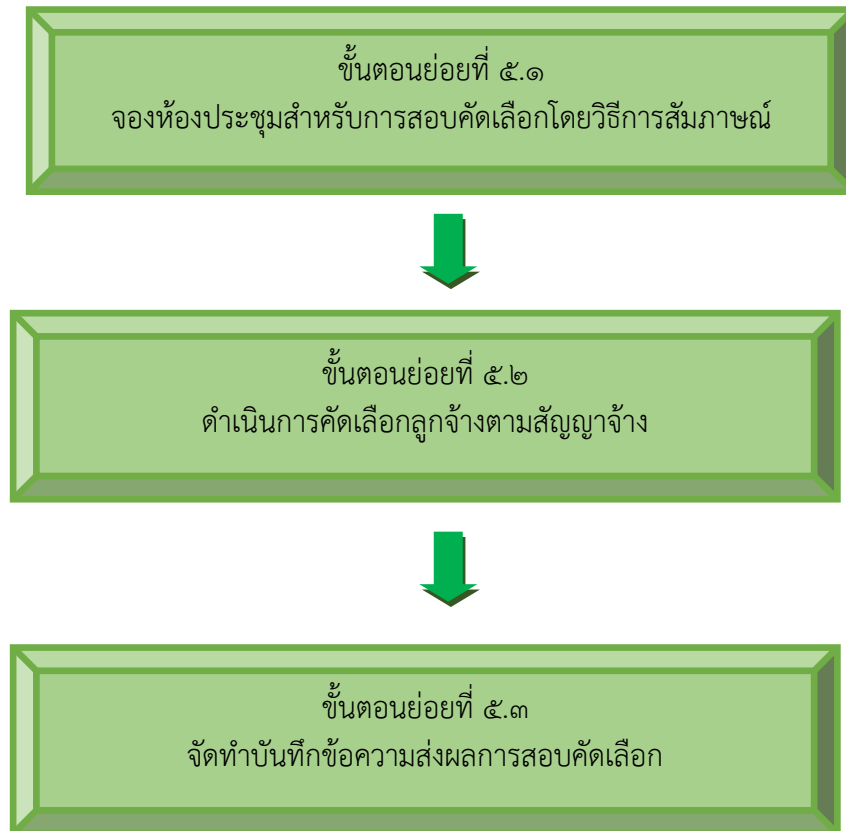 ขั้นตอนย่อยที่ ๕.๑
จองห้องประชุมสำหรับการสอบคัดเลือกโดยวิธีการสัมภาษณ์
ขั้นตอนย่อยที่ ๕.๒
ดำเนินการคัดเลือกลูกจ้างตามสัญญาจ้าง
ขั้นตอนย่อยที่ ๕.๓
จัดทำบันทึกข้อความส่งผลการสอบคัดเลือก